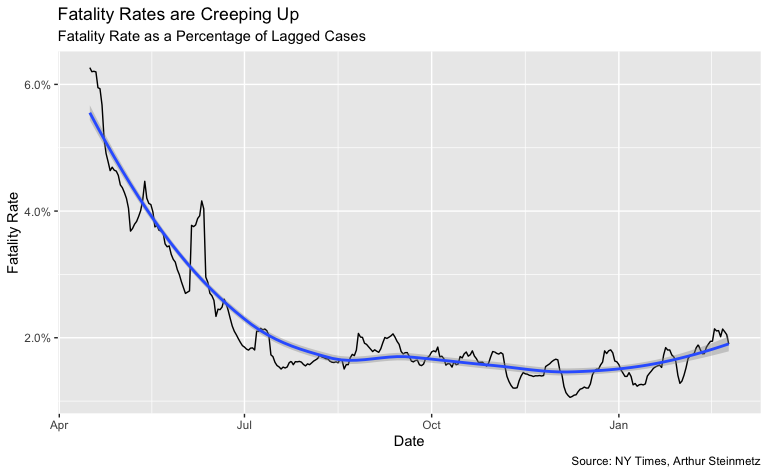 Fatality Rates are Creeping Up
Fatality Rate as a Percentage of Lagged Cases
6.0%
4.0%
2.0%
Fatality Rate
Apr
Jul
Oct
Jan
Date
Source: NY Times, Arthur Steinmetz